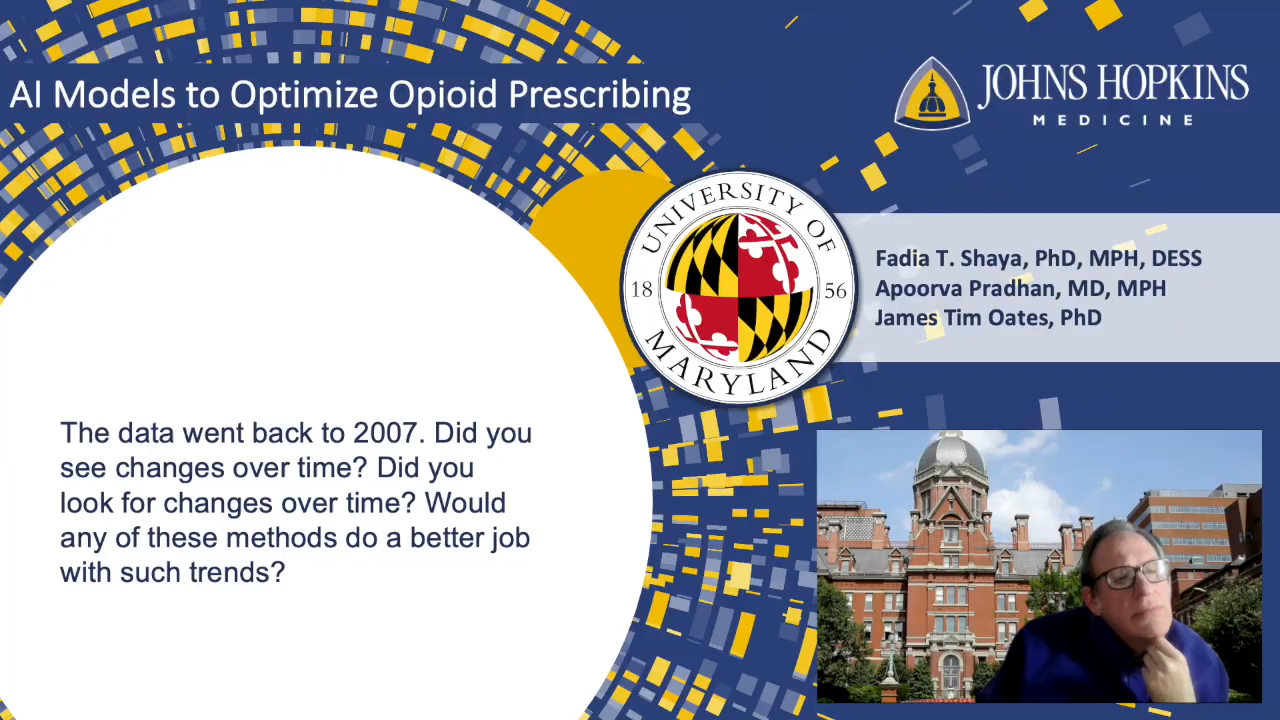 AI Models to Optimize Opioid Prescribing
JOHNS HOPKINS
MEDICINE
UNIVERSITY OF
18 56
MARYLAND
Fadia T. Shaya, PhD, MPH, DESS
Apoorva Pradhan, MD, MPH
James Tim Oates, PhD
The data went back to 2007. Did you
see changes over time? Did you
look for changes over time? Would
any of these methods do a better job
with such trends?